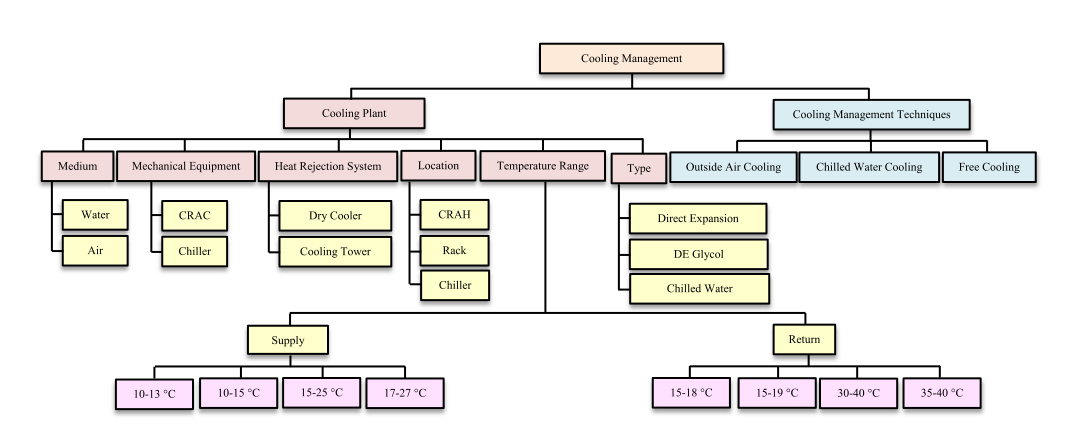 Cooling Management
Cooling Plant
Cooling Management Techniques
Medium
Mechanical Equipment
Heat Rejection System
Location
Temperature Range
Type
Outside Air Cooling
Chilled Water Cooling
Free Cooling
Water
CRAC
Dry Cooler
CRAH
Direct Expansion
Air
Chiller
Cooling Tower
Rack
DE Glycol
Chiller
Chilled Water
Supply
Return
10-13 °C
10-15 °C
15-25 °C
17-27 °C
15-18 °C
15-19 °C
30-40 °C
35-40 °C